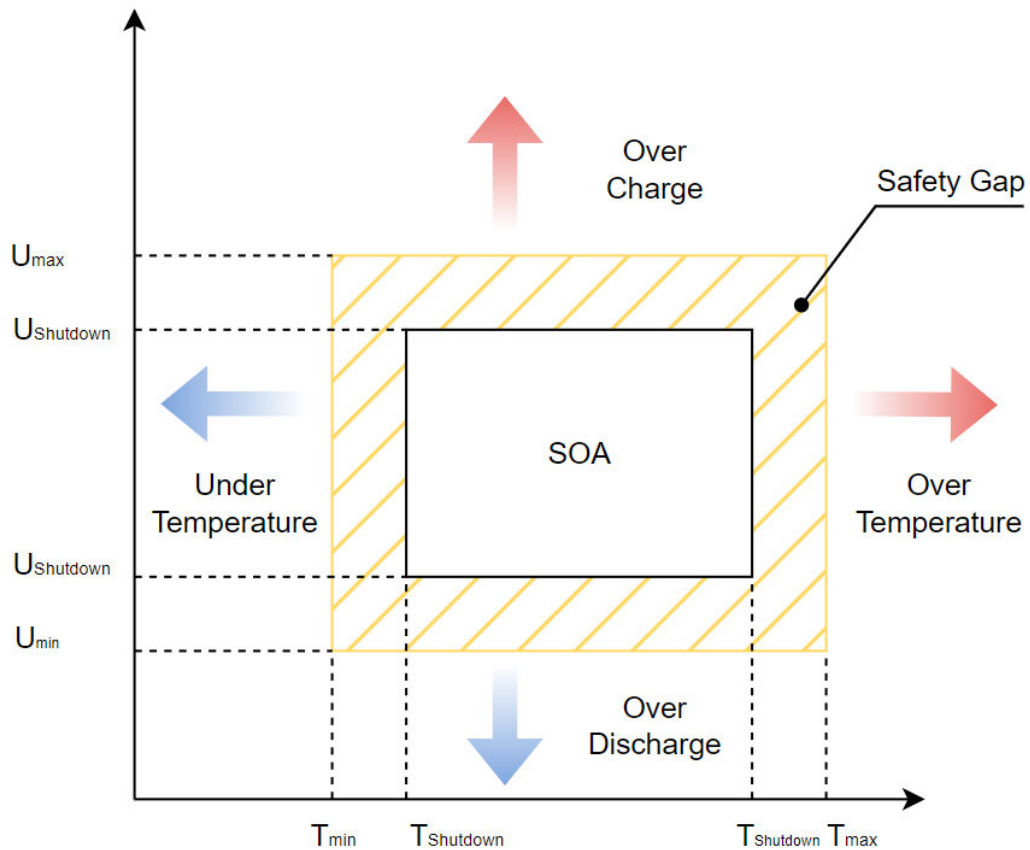 Over
Charge
Safety Gap
Umax
UShutdown
SOA
Under
Temperature
Over
Temperature
UShutdown
Umin
Over
Discharge
Tmin
TShutdown
TShutdown
Tmax